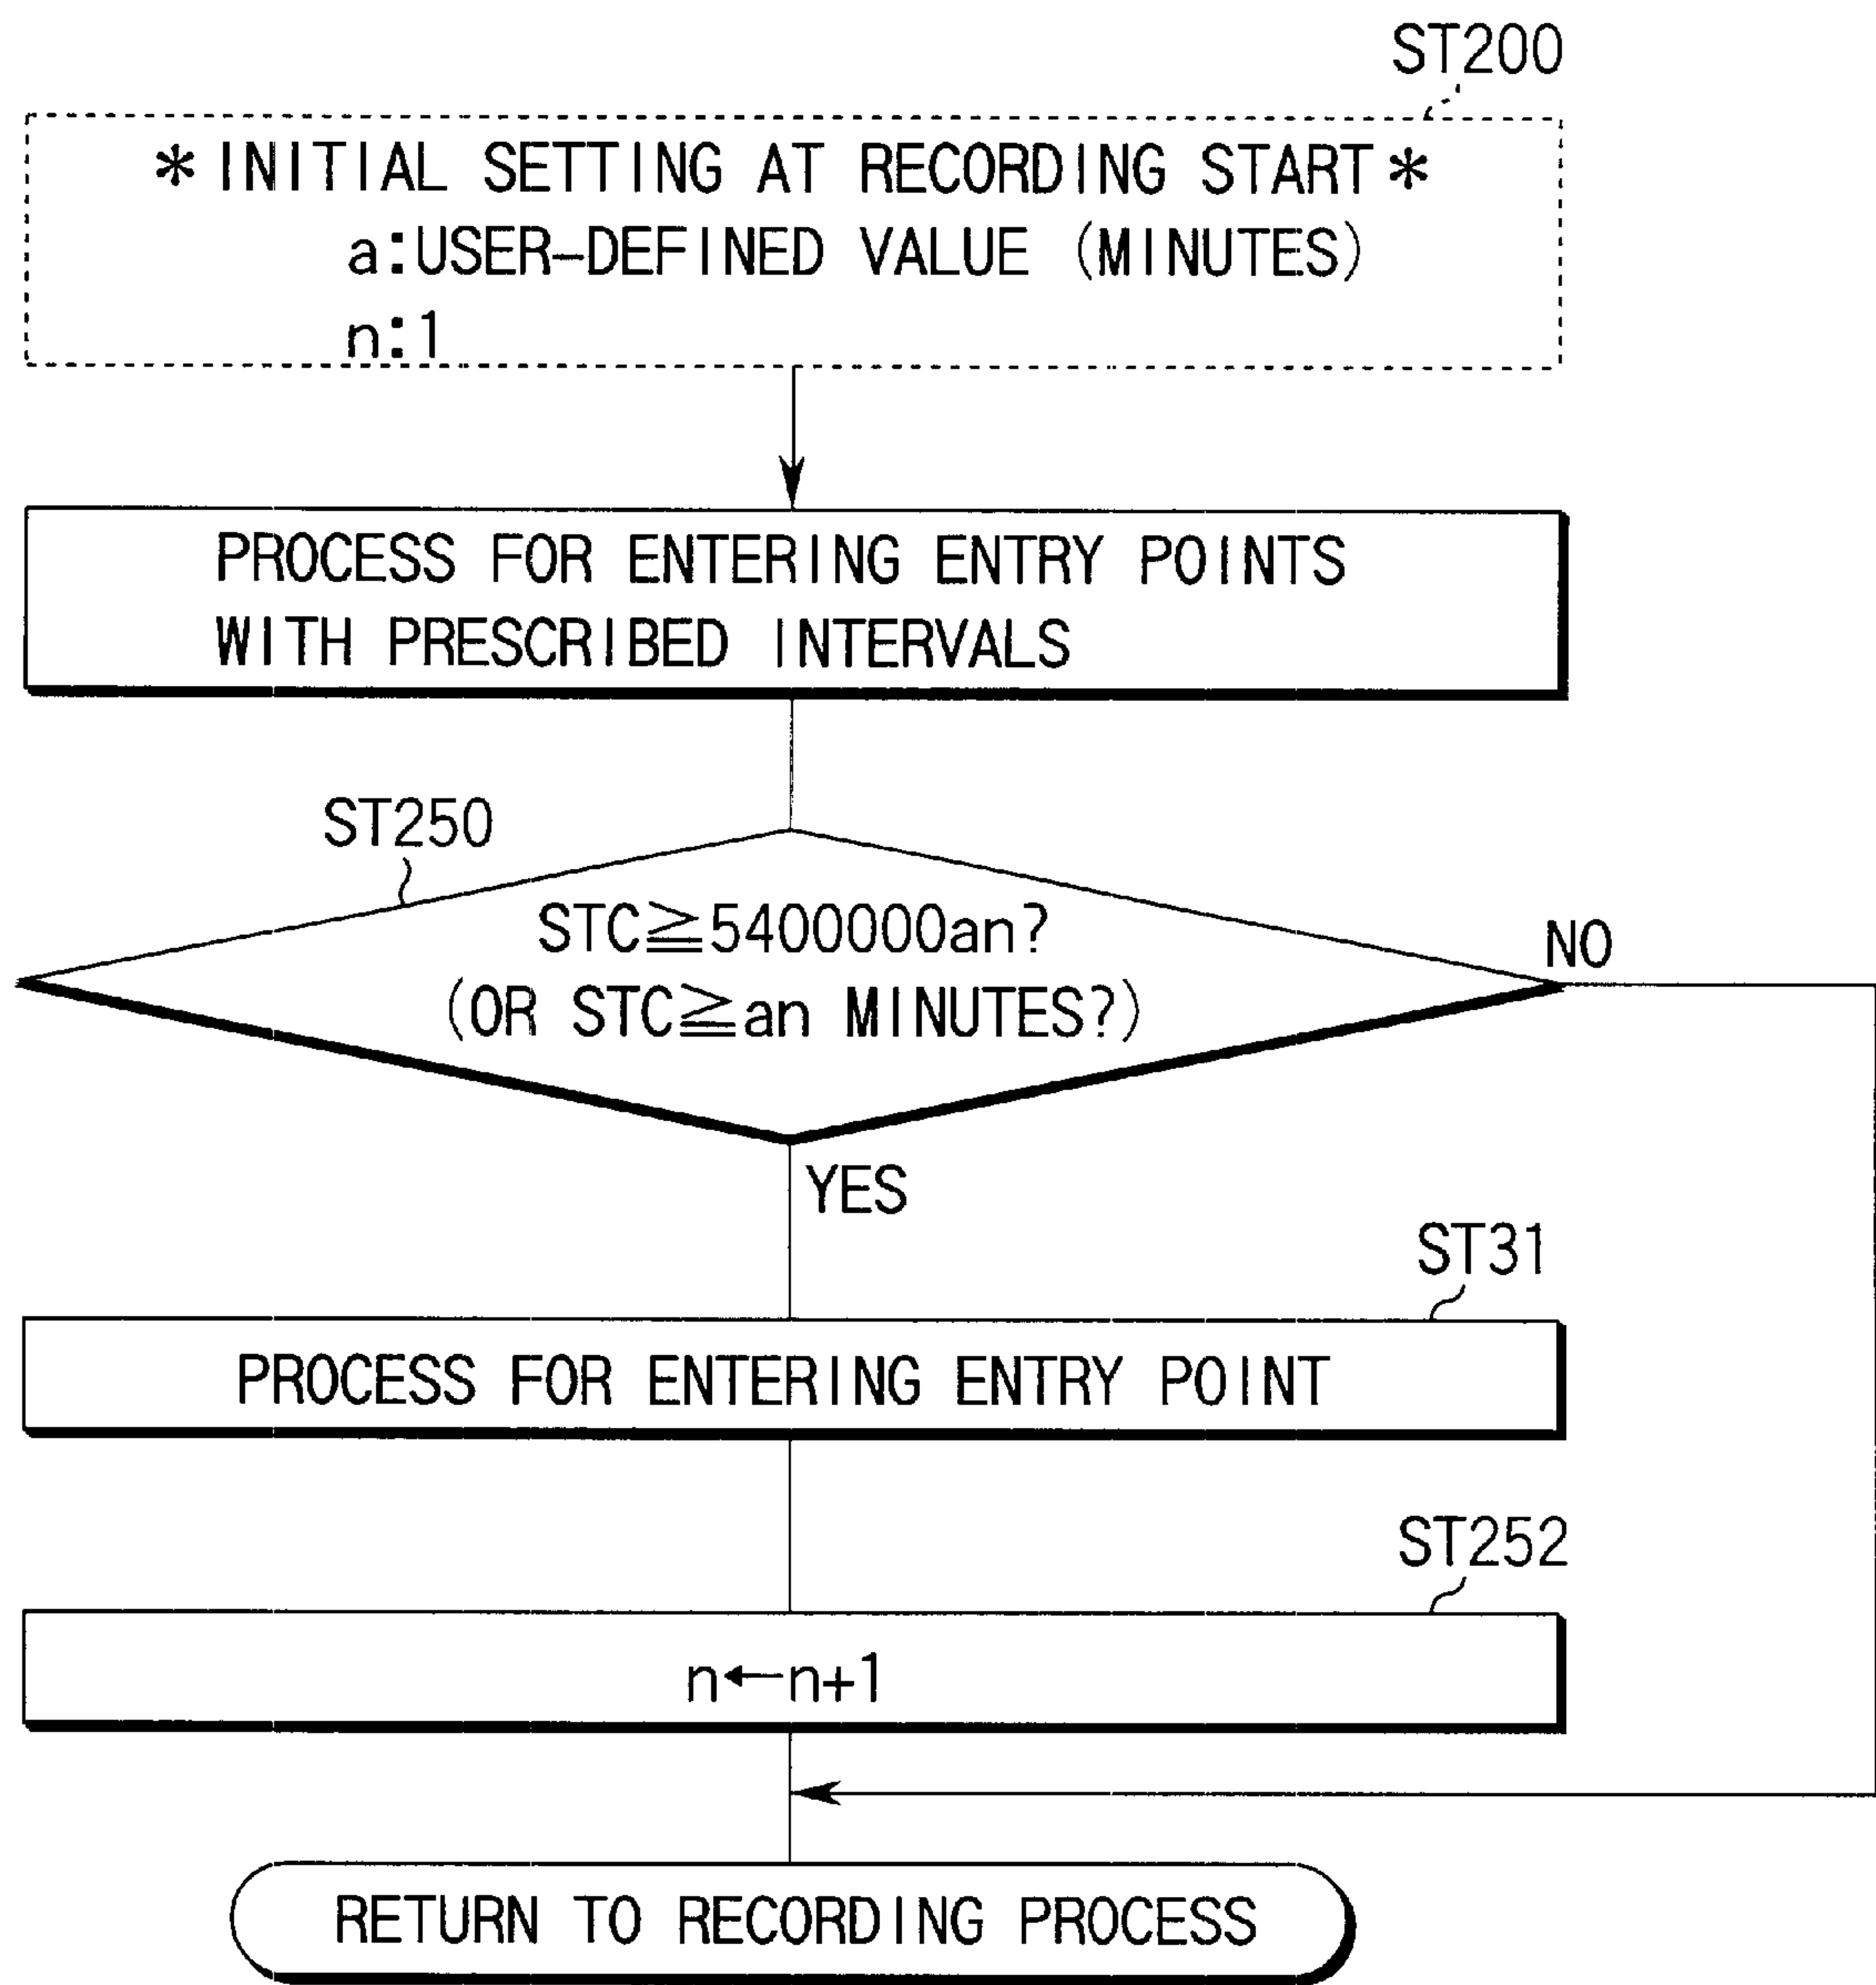 ST200
* INITIAL SETTING AT RECORDING START *
a:USER-DEFINED VALUE (MINUTES)
n:1
PROCESS FOR ENTERING ENTRY POINTS
WITH PRESCRIBED INTERVALS
ST250
STC≧5400000an?
(OR STC≧an MINUTES?)
NO
YES
ST31
PROCESS FOR ENTERING ENTRY POINT
ST252
n←n+1
RETURN TO RECORDING PROCESS